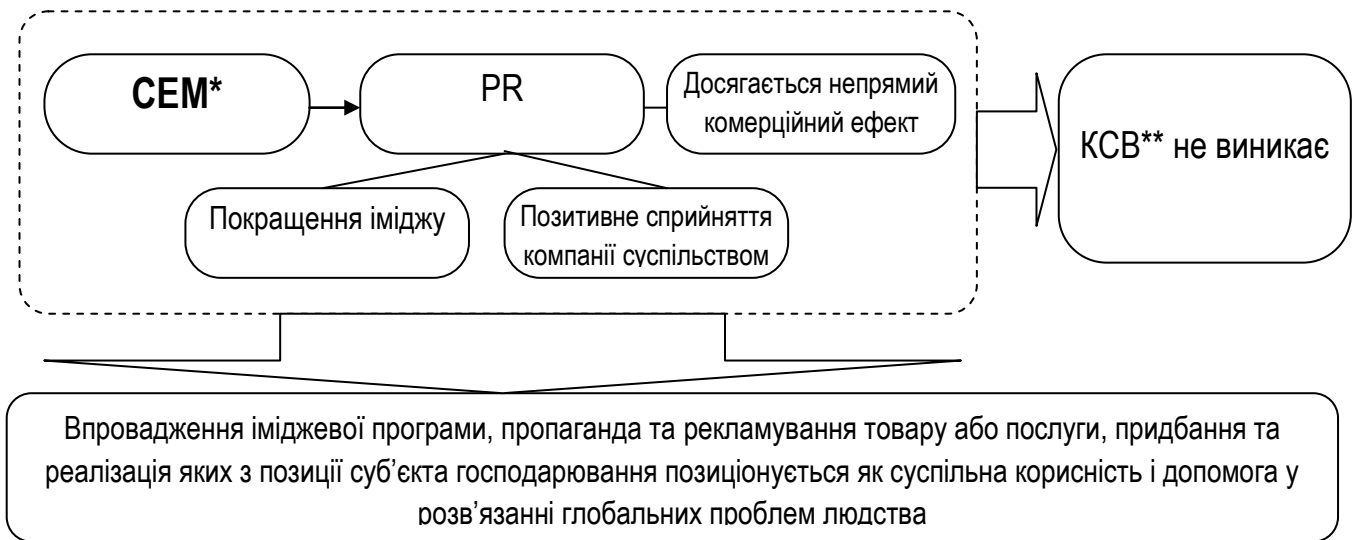 СЕМ*
PR
Досягається непрямий
комерційний ефект
КСВ** не виникає
Покращення іміджу
Позитивне сприйняття
компанії суспільством
Впровадження іміджевої програми, пропаганда та рекламування товару або послуги, придбання та
реалізація яких з позиції суб’єкта господарювання позиціонується як суспільна корисність і допомога у
розв’язанні глобальних проблем людства